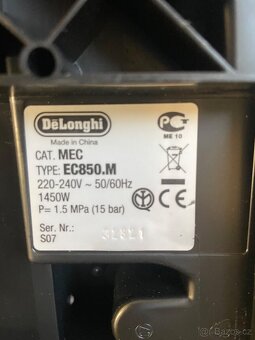 DeLonghi
Made in China
CAT. MEC
TYPE: EC850.M
220-240V ~ 50/60Hz
1450W
P= 1.5 MPa (15 bar)
Ser. Nr.:
S07
ME 10